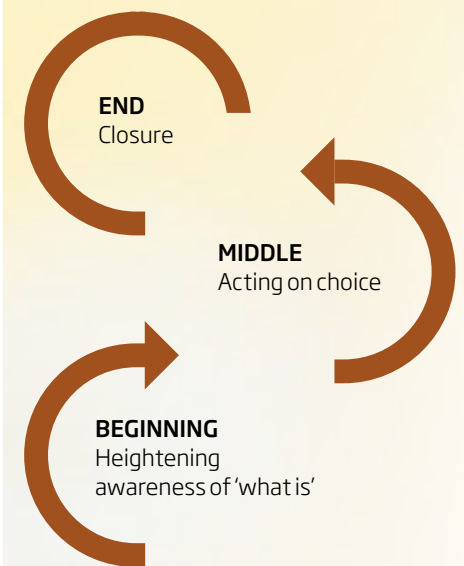 END
Closure
MIDDLE
Acting on choice
BEGINNING
Heightening
awareness of ‘what is’